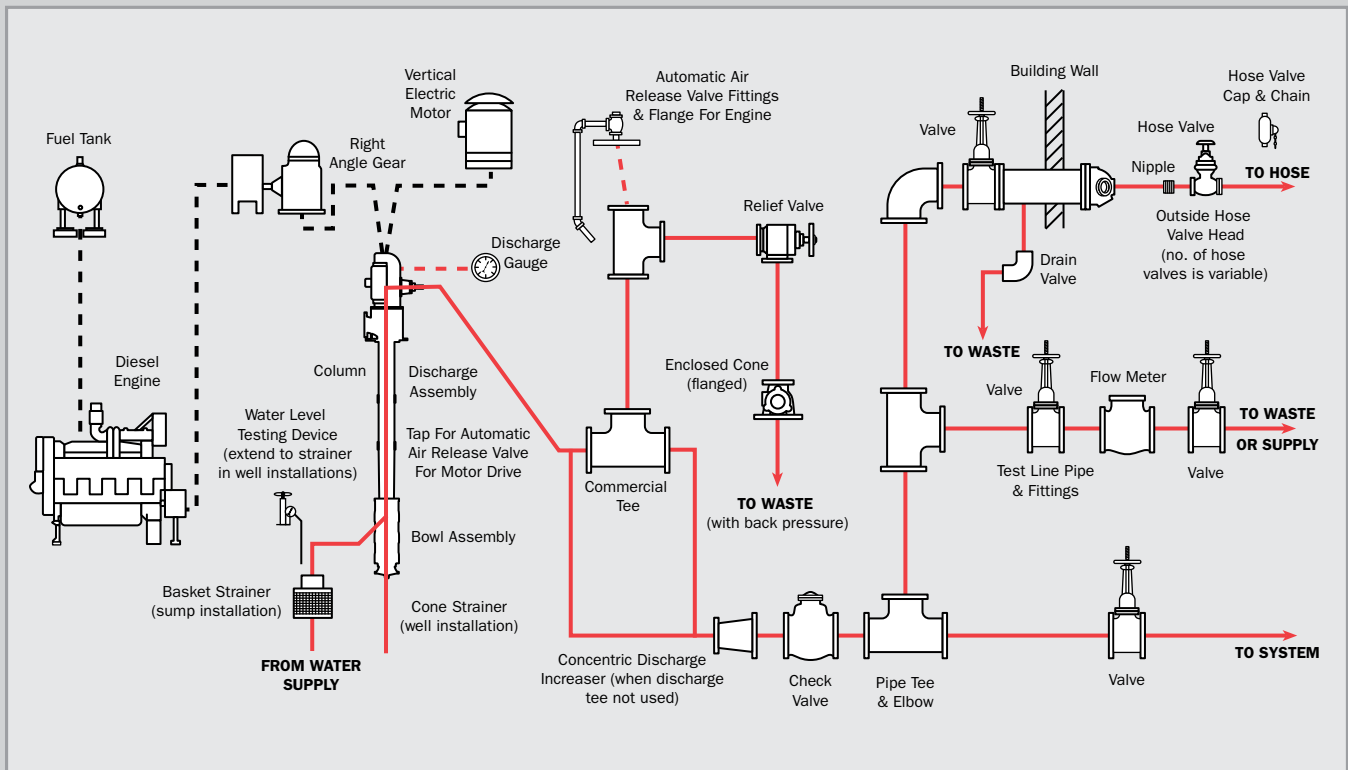 Fuel Tank
Right
Angle Gear
Vertical
Electric
Motor
Automatic Air
Release Valve Fittings
& Flange For Engine
Valve
Building Wall
Hose Valve
Cap & Chain
Hose Valve
Nipple
TO HOSE
Outside Hose
Valve Head
(no. of hose
valves is variable)
Relief Valve
Discharge
Gauge
Drain
Valve
TO WASTE
Diesel
Engine
Column
Discharge
Assembly
Enclosed Cone
(flanged)
Valve
Flow Meter
TO WASTE
OR SUPPLY
Water Level
Testing Device
(extend to strainer
in well installations)
Tap For Automatic
Air Release Valve
For Motor Drive
Commercial
Tee
TO WASTE
(with back pressure)
Test Line Pipe
& Fittings
Valve
Bowl Assembly
Basket Strainer
(sump installation)
Cone Strainer
(well installation)
FROM WATER
SUPPLY
Concentric Discharge
Increaser (when discharge
tee not used)
Check
Valve
Pipe Tee
& Elbow
Valve
TO SYSTEM